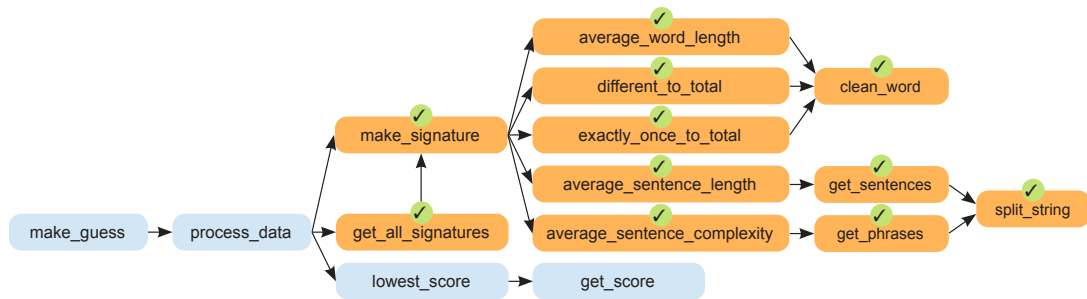 average_word_length
different_to_total
clean_word
make_signature
exactly_once_to_total
average_sentence_length
get_sentences
split_string
make_guess
process_data
get_all_signatures
average_sentence_complexity
get_phrases
lowest_score
get_score